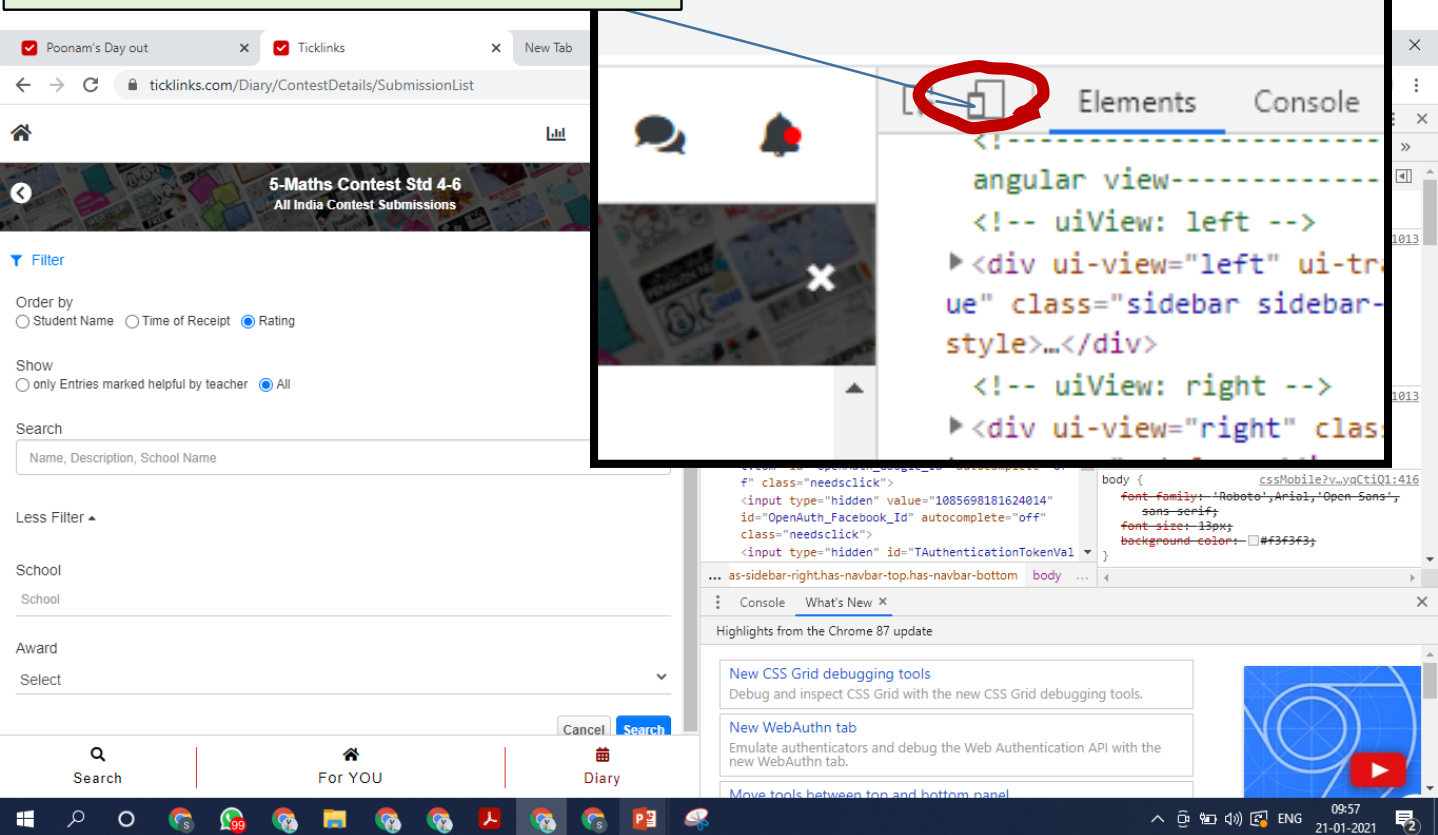 Poonam's Day out
Ticklinks
New Tab
ticklinks.com/Diary/ContestDetails/SubmissionList
5-Maths Contest Std 4-6
All India Contest Submissions
Filter
Order by
Student Name Time of Receipt Rating
Show
only Entries marked helpful by teacher All
Search
Name, Description, School Name
Less Filter
School
School
Award
Select
Cancel Search
Search
For YOU
Diary
Elements Console
<!--------------------------
angular view-------------
<!-- uiView: left -->
<div ui-view="left" ui-tr
ue" class="sidebar sidebar-
style>…</div>
<!-- uiView: right -->
<div ui-view="right" clas
»
1013
1013
f" class="needsclick">
<input type="hidden" value="1085698181624014"
id="OpenAuth_Facebook_Id" autocomplete="off"
class="needsclick">
<input type="hidden" id="TAuthenticationTokenVal
body {
cssMobile?v…yqCtiQ1:416
font-family: 'Roboto',Arial,'Open Sans',
sans-serif;
font-size: 13px;
background-color: #f3f3f3;
}
... as-sidebar-right.has-navbar-top.has-navbar-bottom body ...
Console What's New ×
Highlights from the Chrome 87 update
New CSS Grid debugging tools
Debug and inspect CSS Grid with the new CSS Grid debugging tools.
New WebAuthn tab
Emulate authenticators and debug the Web Authentication API with the
new WebAuthn tab.
Move tools between top and bottom panel
99
ENG
09:57
21-01-2021
2